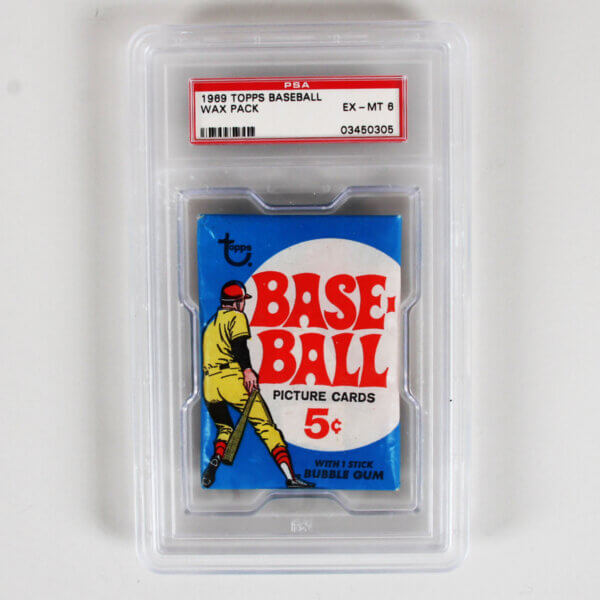 PSA
1969 TOPPS BASEBALL
WAX PACK
EX - MT 6
03450305
Topps
BASE-
BALL
PICTURE CARDS
5¢
WITH 1 STICK
BUBBLE GUM